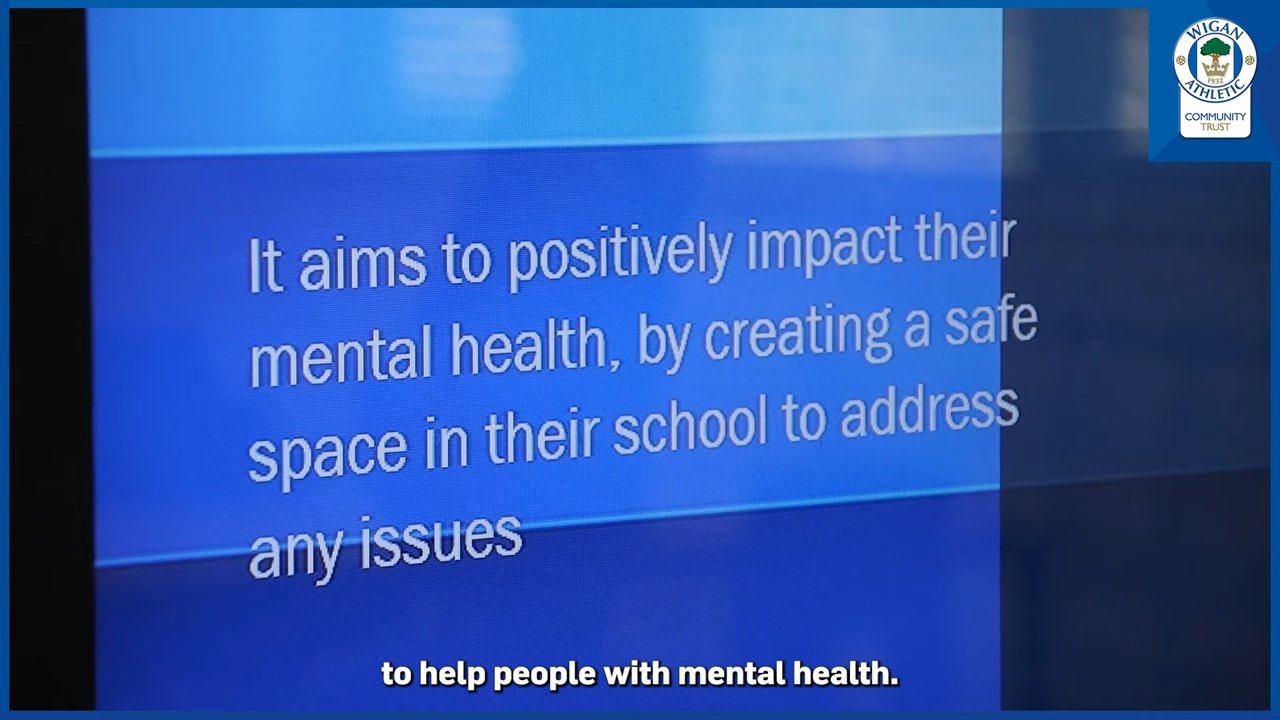 WIGAN
1932
ATHLETIC
COMMUNITY
TRUST
It aims to positively impact their
mental health, by creating a safe
space in their school to address
any issues
to help people with mental health.